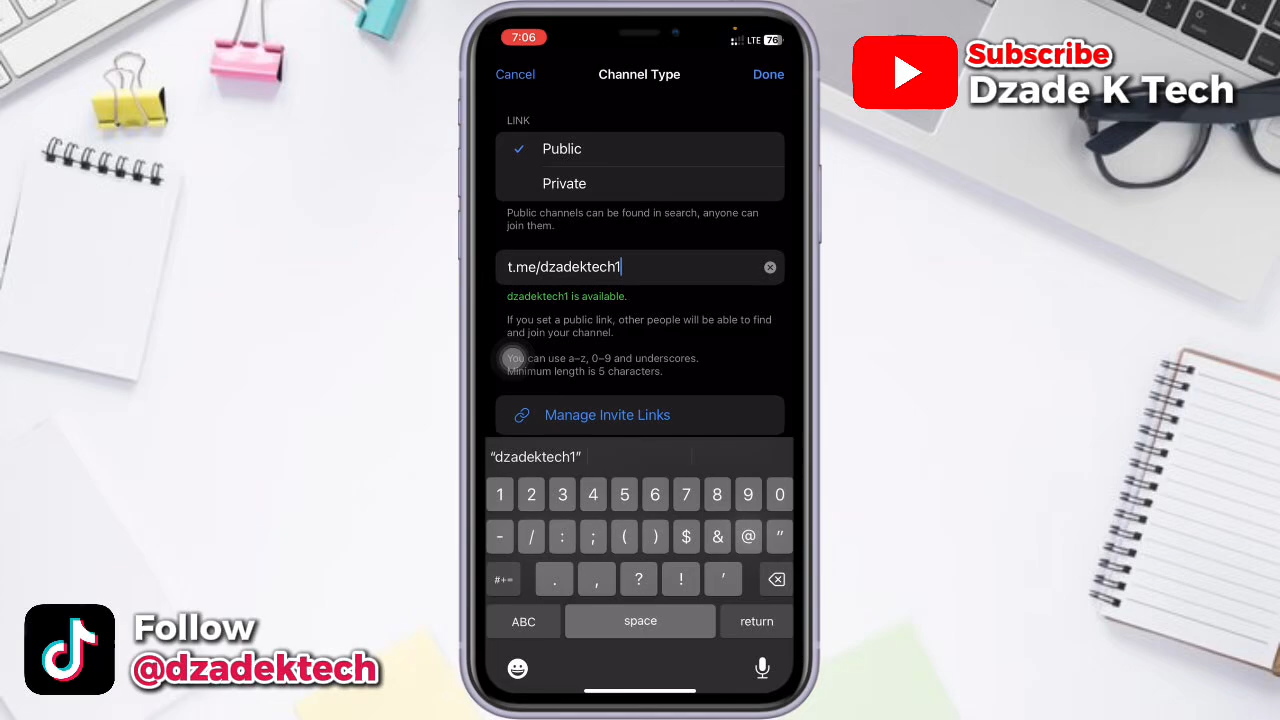 7:06
LTE 76
Cancel
Channel Type
Done
LINK
Public
Private
Public channels can be found in search, anyone can
join them.
t.me/dzadektech1
dzadektech1 is available.
If you set a public link, other people will be able to find
and join your channel.
You can use a–z, 0–9 and underscores.
Minimum length is 5 characters.
Manage Invite Links
“dzadektech1”
1 2 3 4 5 6 7 8 9 0
- / : ; ( ) $ & @ ”
#+= . , ? ! ’
ABC space return
Subscribe
Dzade K Tech
Follow
@dzadektech